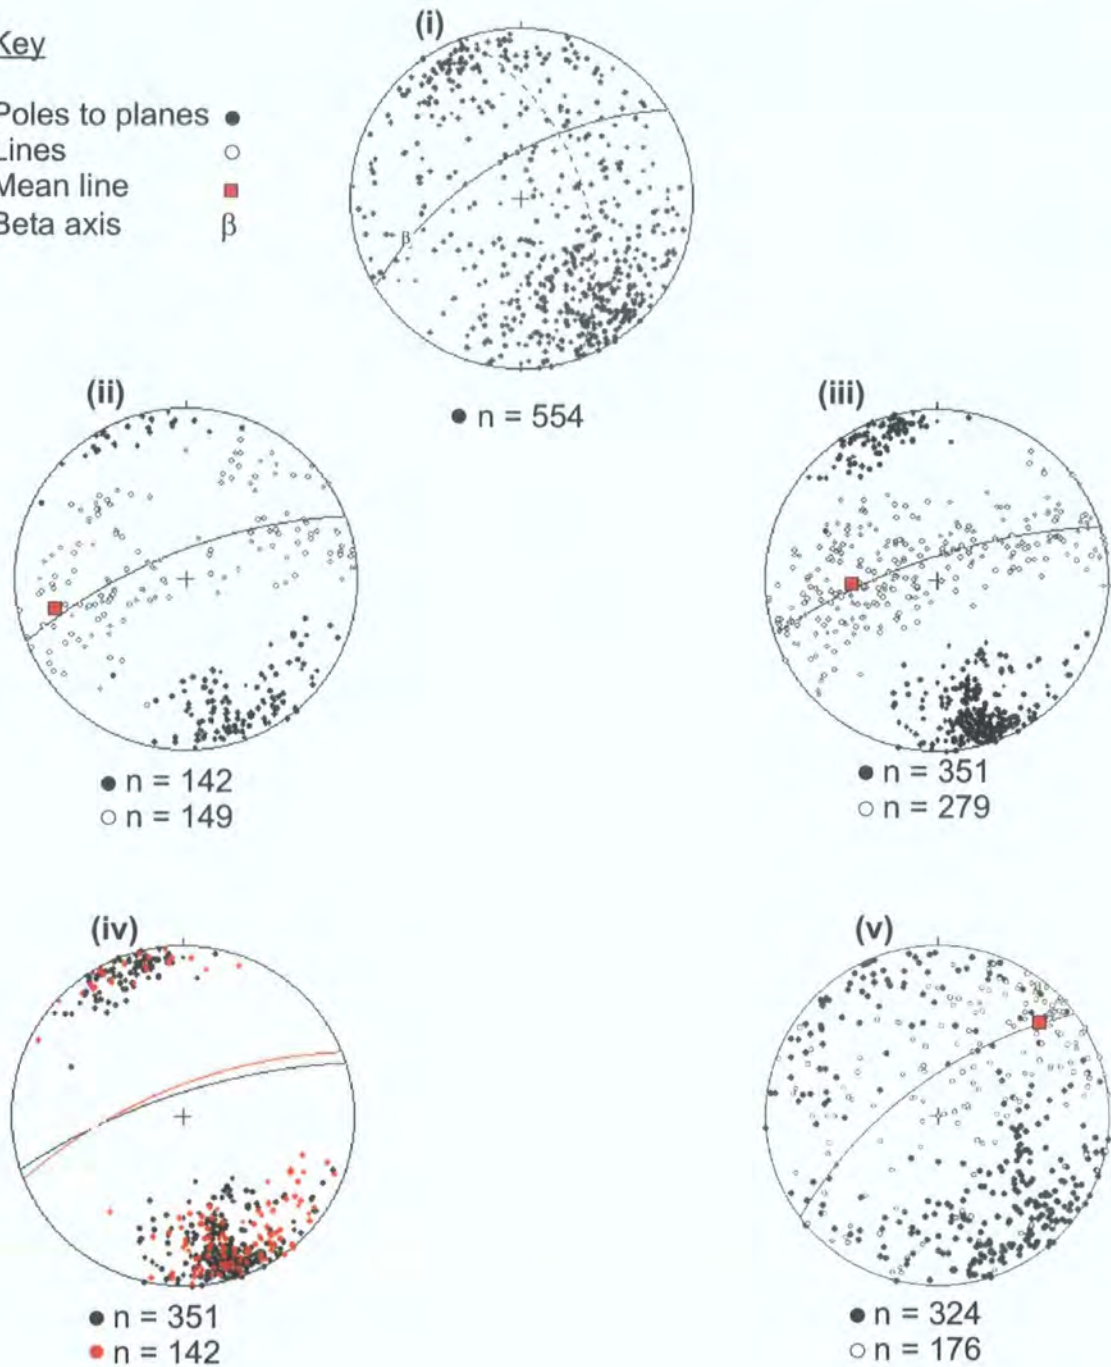 (i)
Key
Poles to planes ●
Lines ○
Mean line ■
Beta axis β
β
● n = 554
(ii)
(iii)
● n = 142
○ n = 149
● n = 351
○ n = 279
(iv)
(v)
● n = 351
● n = 142
● n = 324
○ n = 176